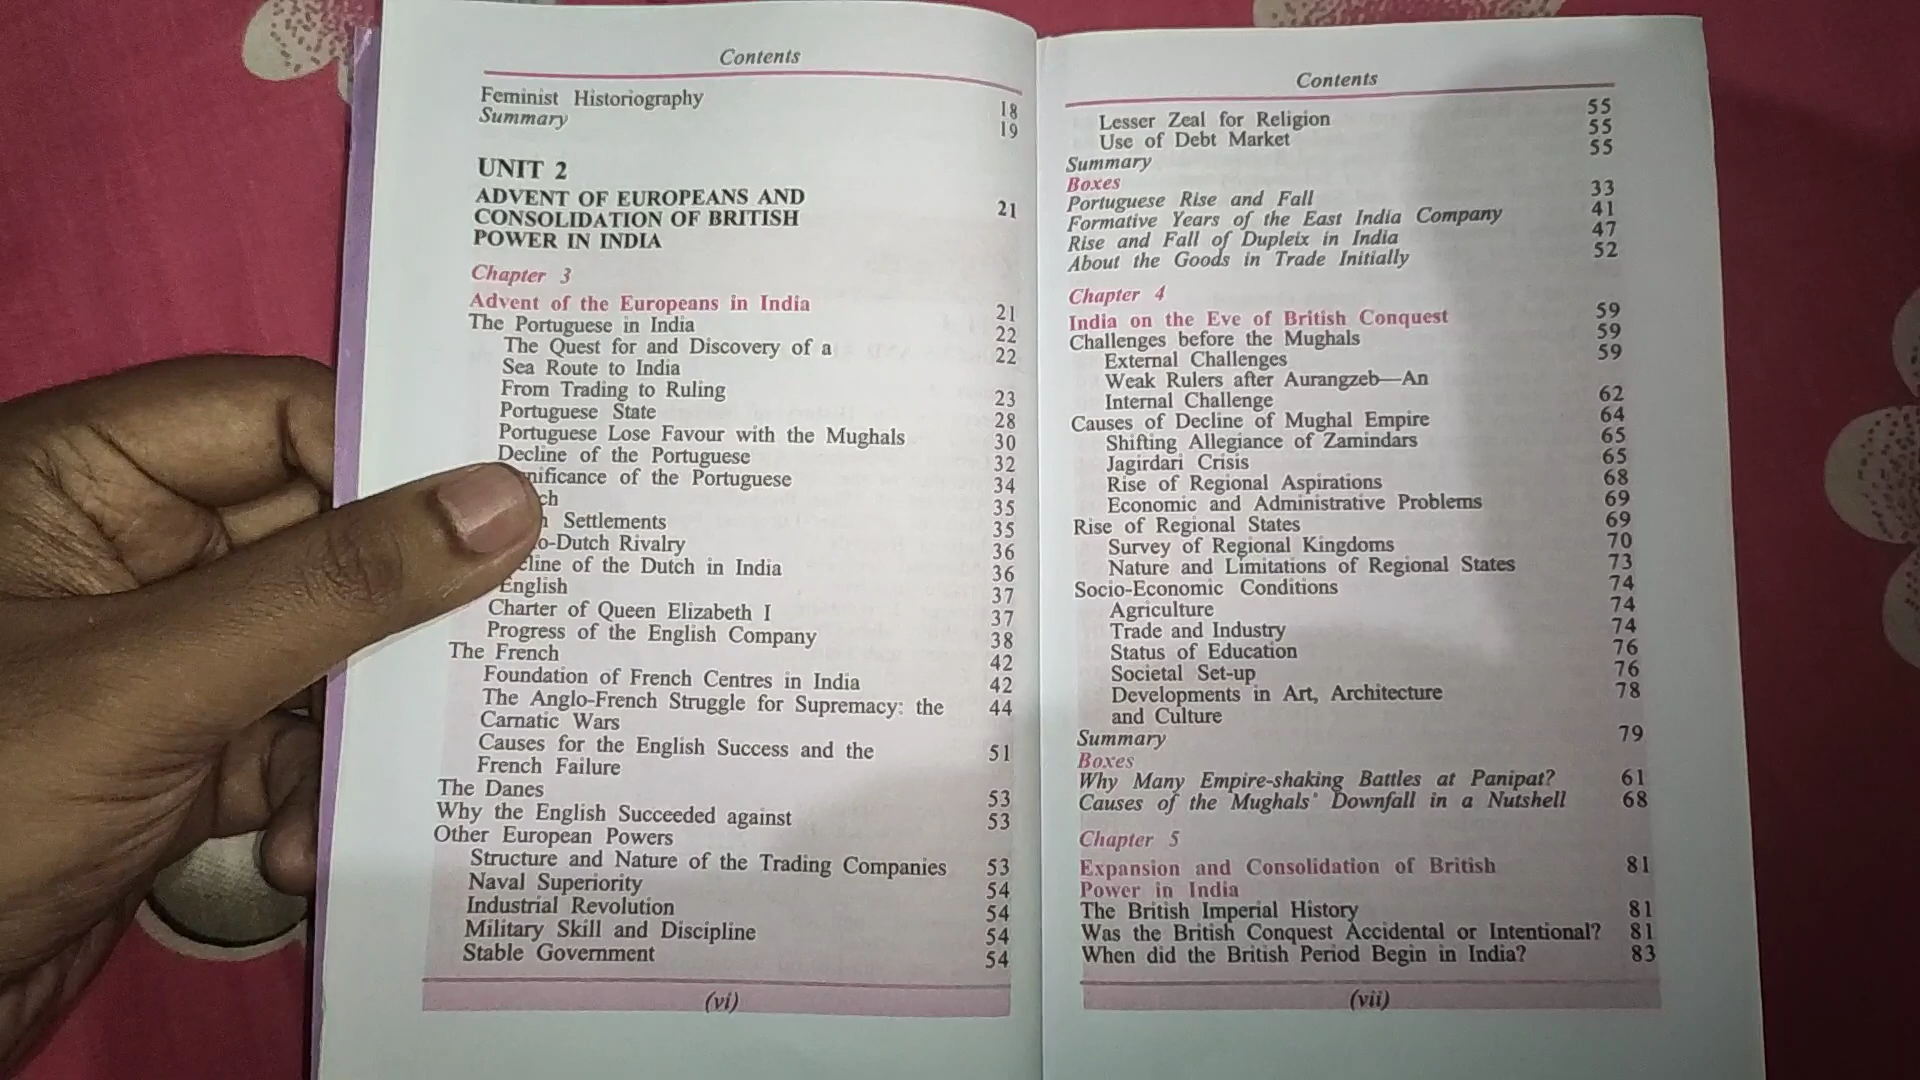 Contents
Feminist Historiography 18
Summary 19
UNIT 2
ADVENT OF EUROPEANS AND
CONSOLIDATION OF BRITISH 21
POWER IN INDIA
Chapter 3
Advent of the Europeans in India 21
The Portuguese in India 22
The Quest for and Discovery of a 22
Sea Route to India
From Trading to Ruling 23
Portuguese State 28
Portuguese Lose Favour with the Mughals 30
Decline of the Portuguese 32
nificance of the Portuguese 34
ch 35
Settlements 35
o-Dutch Rivalry 36
line of the Dutch in India 36
English 37
Charter of Queen Elizabeth I 37
Progress of the English Company 38
The French 42
Foundation of French Centres in India 42
The Anglo-French Struggle for Supremacy: the 44
Carnatic Wars
Causes for the English Success and the 51
French Failure
The Danes 53
Why the English Succeeded against 53
Other European Powers
Structure and Nature of the Trading Companies 53
Naval Superiority 54
Industrial Revolution 54
Military Skill and Discipline 54
Stable Government 54
(vi)
Contents
Lesser Zeal for Religion 55
Use of Debt Market 55
Summary 55
Boxes
Portuguese Rise and Fall 33
Formative Years of the East India Company 41
Rise and Fall of Dupleix in India 47
About the Goods in Trade Initially 52
Chapter 4
India on the Eve of British Conquest 59
Challenges before the Mughals 59
External Challenges 59
Weak Rulers after Aurangzeb—An
Internal Challenge 62
Causes of Decline of Mughal Empire 64
Shifting Allegiance of Zamindars 65
Jagirdari Crisis 65
Rise of Regional Aspirations 68
Economic and Administrative Problems 69
Rise of Regional States 69
Survey of Regional Kingdoms 70
Nature and Limitations of Regional States 73
Socio-Economic Conditions 74
Agriculture 74
Trade and Industry 74
Status of Education 76
Societal Set-up 76
Developments in Art, Architecture 78
and Culture
Summary 79
Boxes
Why Many Empire-shaking Battles at Panipat? 61
Causes of the Mughals' Downfall in a Nutshell 68
Chapter 5
Expansion and Consolidation of British 81
Power in India
The British Imperial History 81
Was the British Conquest Accidental or Intentional? 81
When did the British Period Begin in India? 83
(vii)